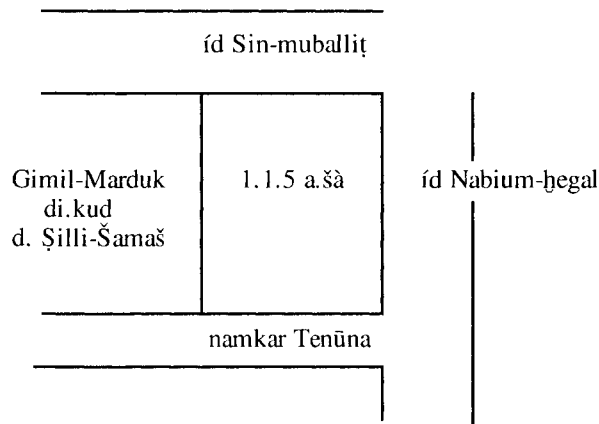 íd Sin-muballiṭ
Gimil-Marduk
di.kud
d. Ṣilli-Šamaš
1.1.5 a.šà
íd Nabium-ḫegal
namkar Tenūna